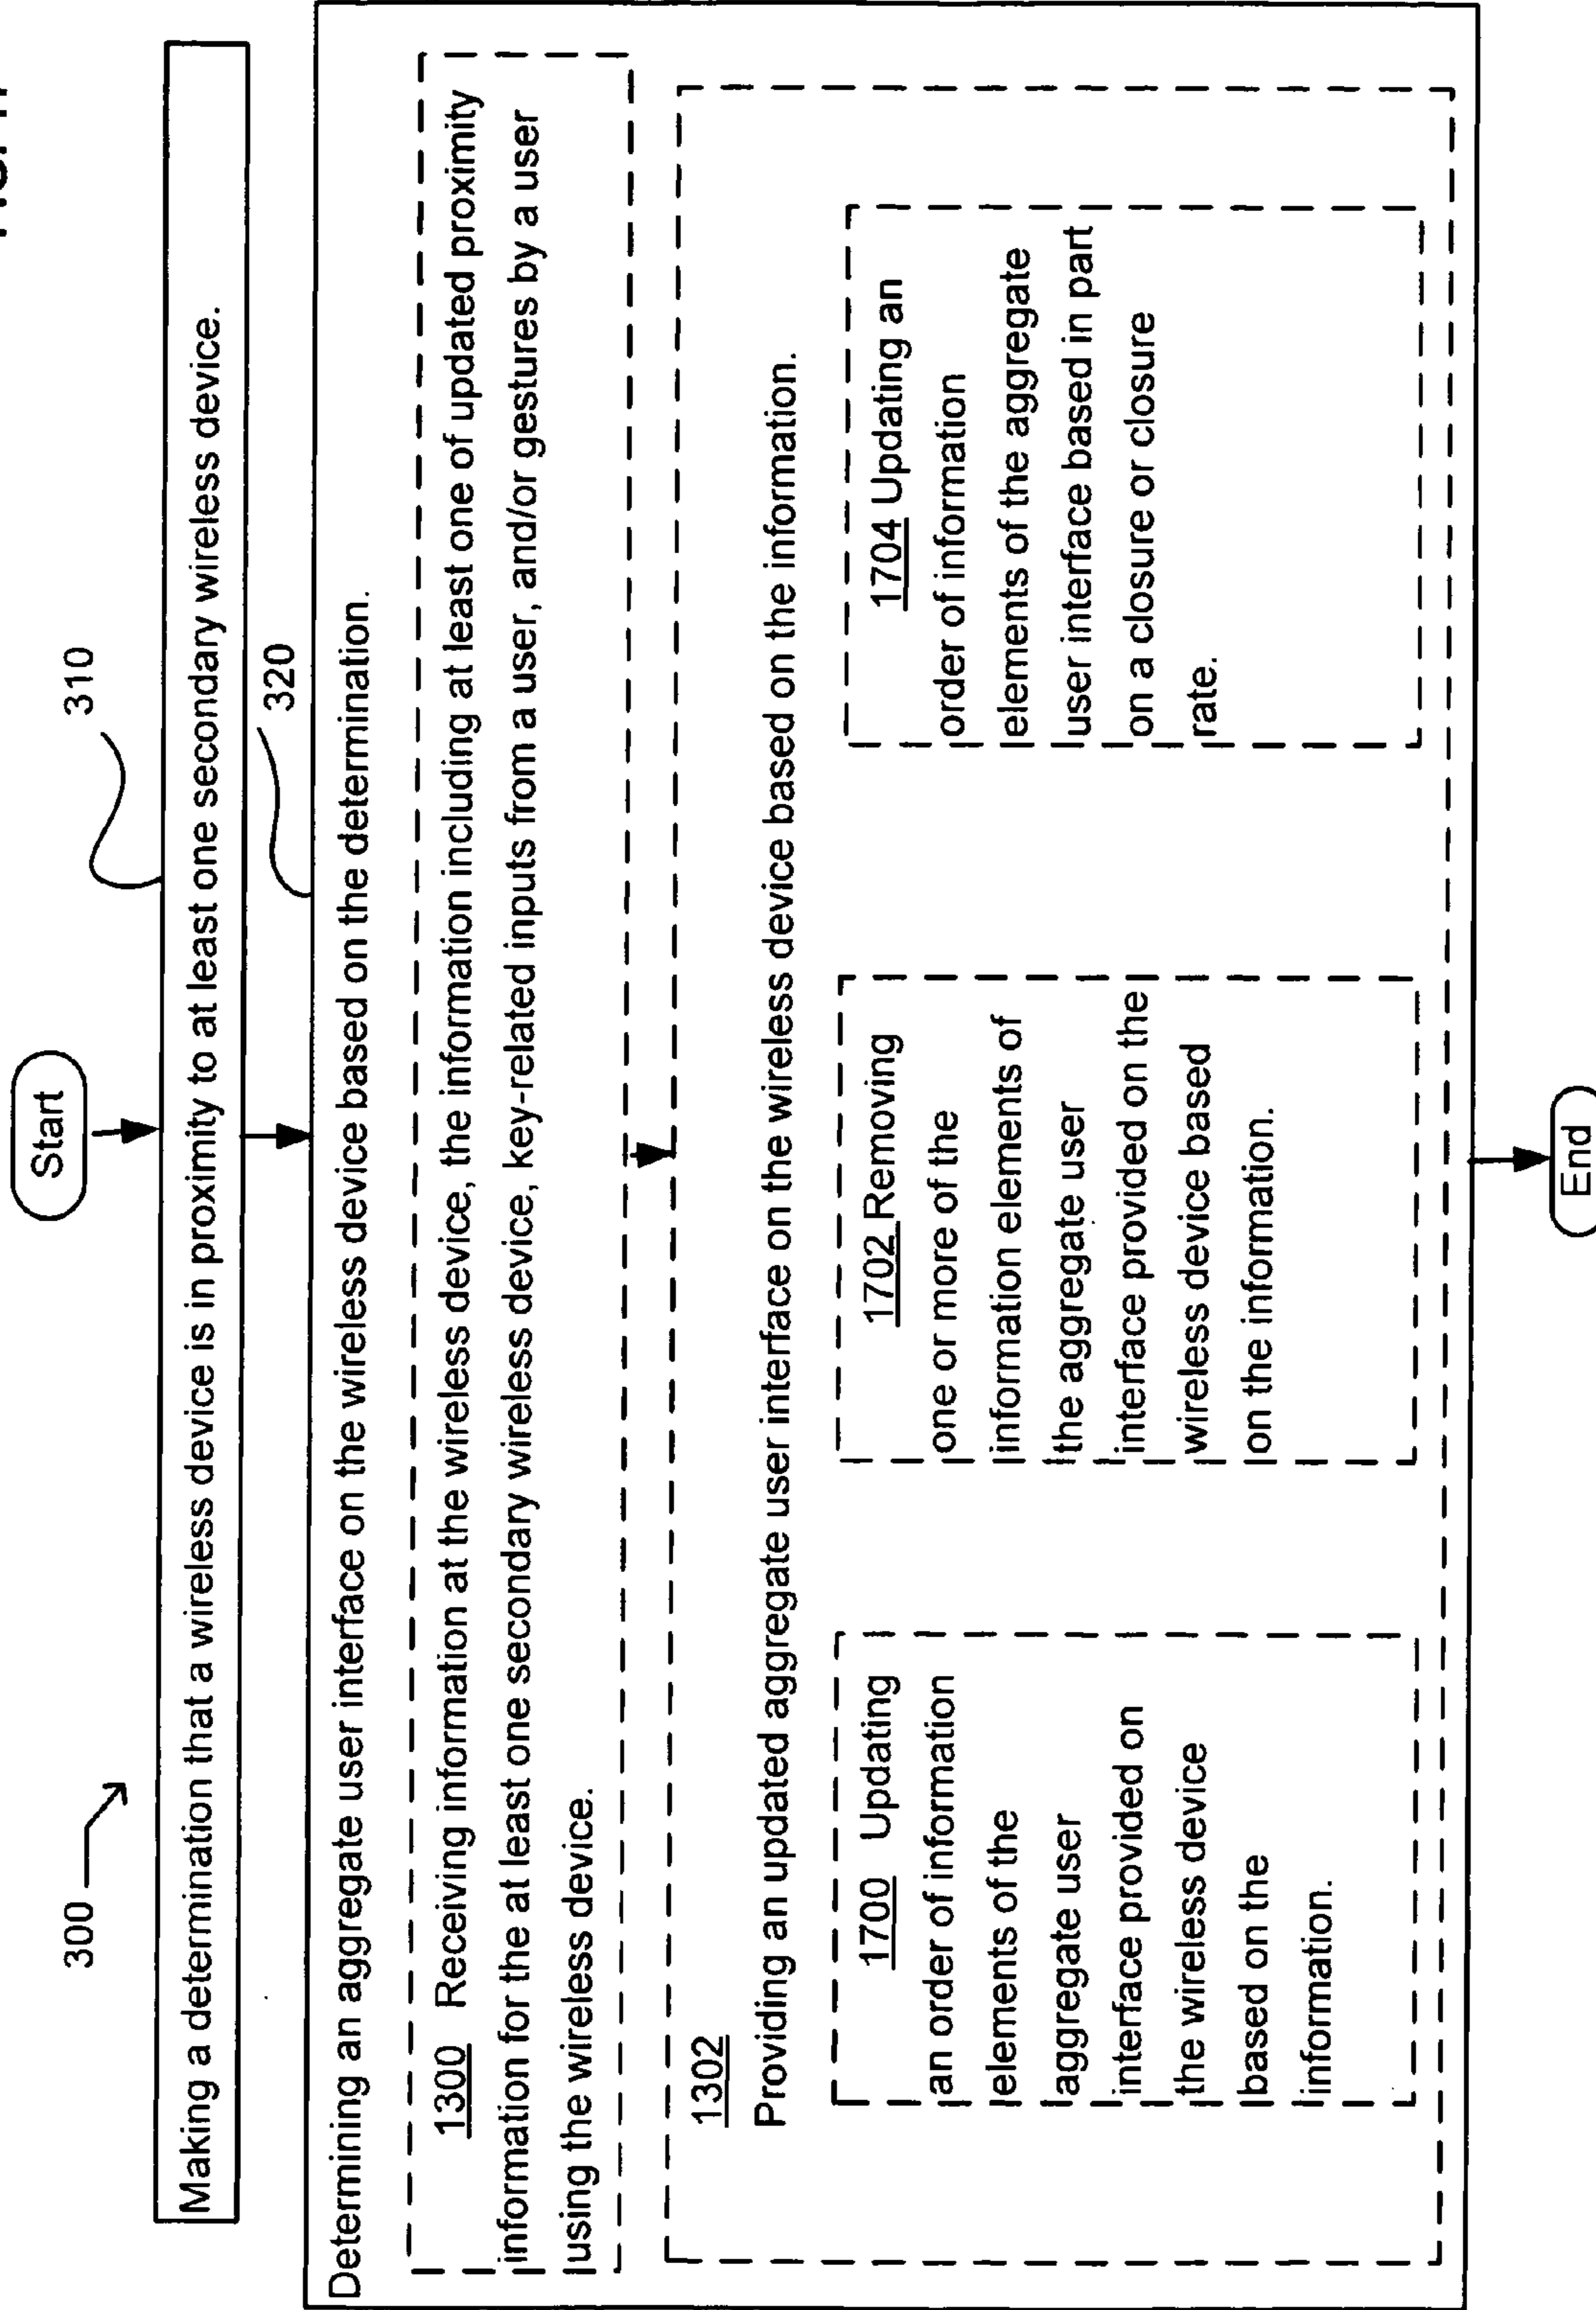 300
Start
310
Making a determination that a wireless device is in proximity to at least one secondary wireless device.
320
Determining an aggregate user interface on the wireless device based on the determination.
1300 Receiving information at the wireless device, the information including at least one of updated proximity
information for the at least one secondary wireless device, key-related inputs from a user, and/or gestures by a user
using the wireless device.
1302
Providing an updated aggregate user interface on the wireless device based on the information.
1700 Updating
an order of information
elements of the
aggregate user
interface provided on
the wireless device
based on the
information.
1702 Removing
one or more of the
information elements of
the aggregate user
interface provided on the
wireless device based
on the information.
1704 Updating an
order of information
elements of the aggregate
user interface based in part
on a closure or closure
rate.
End